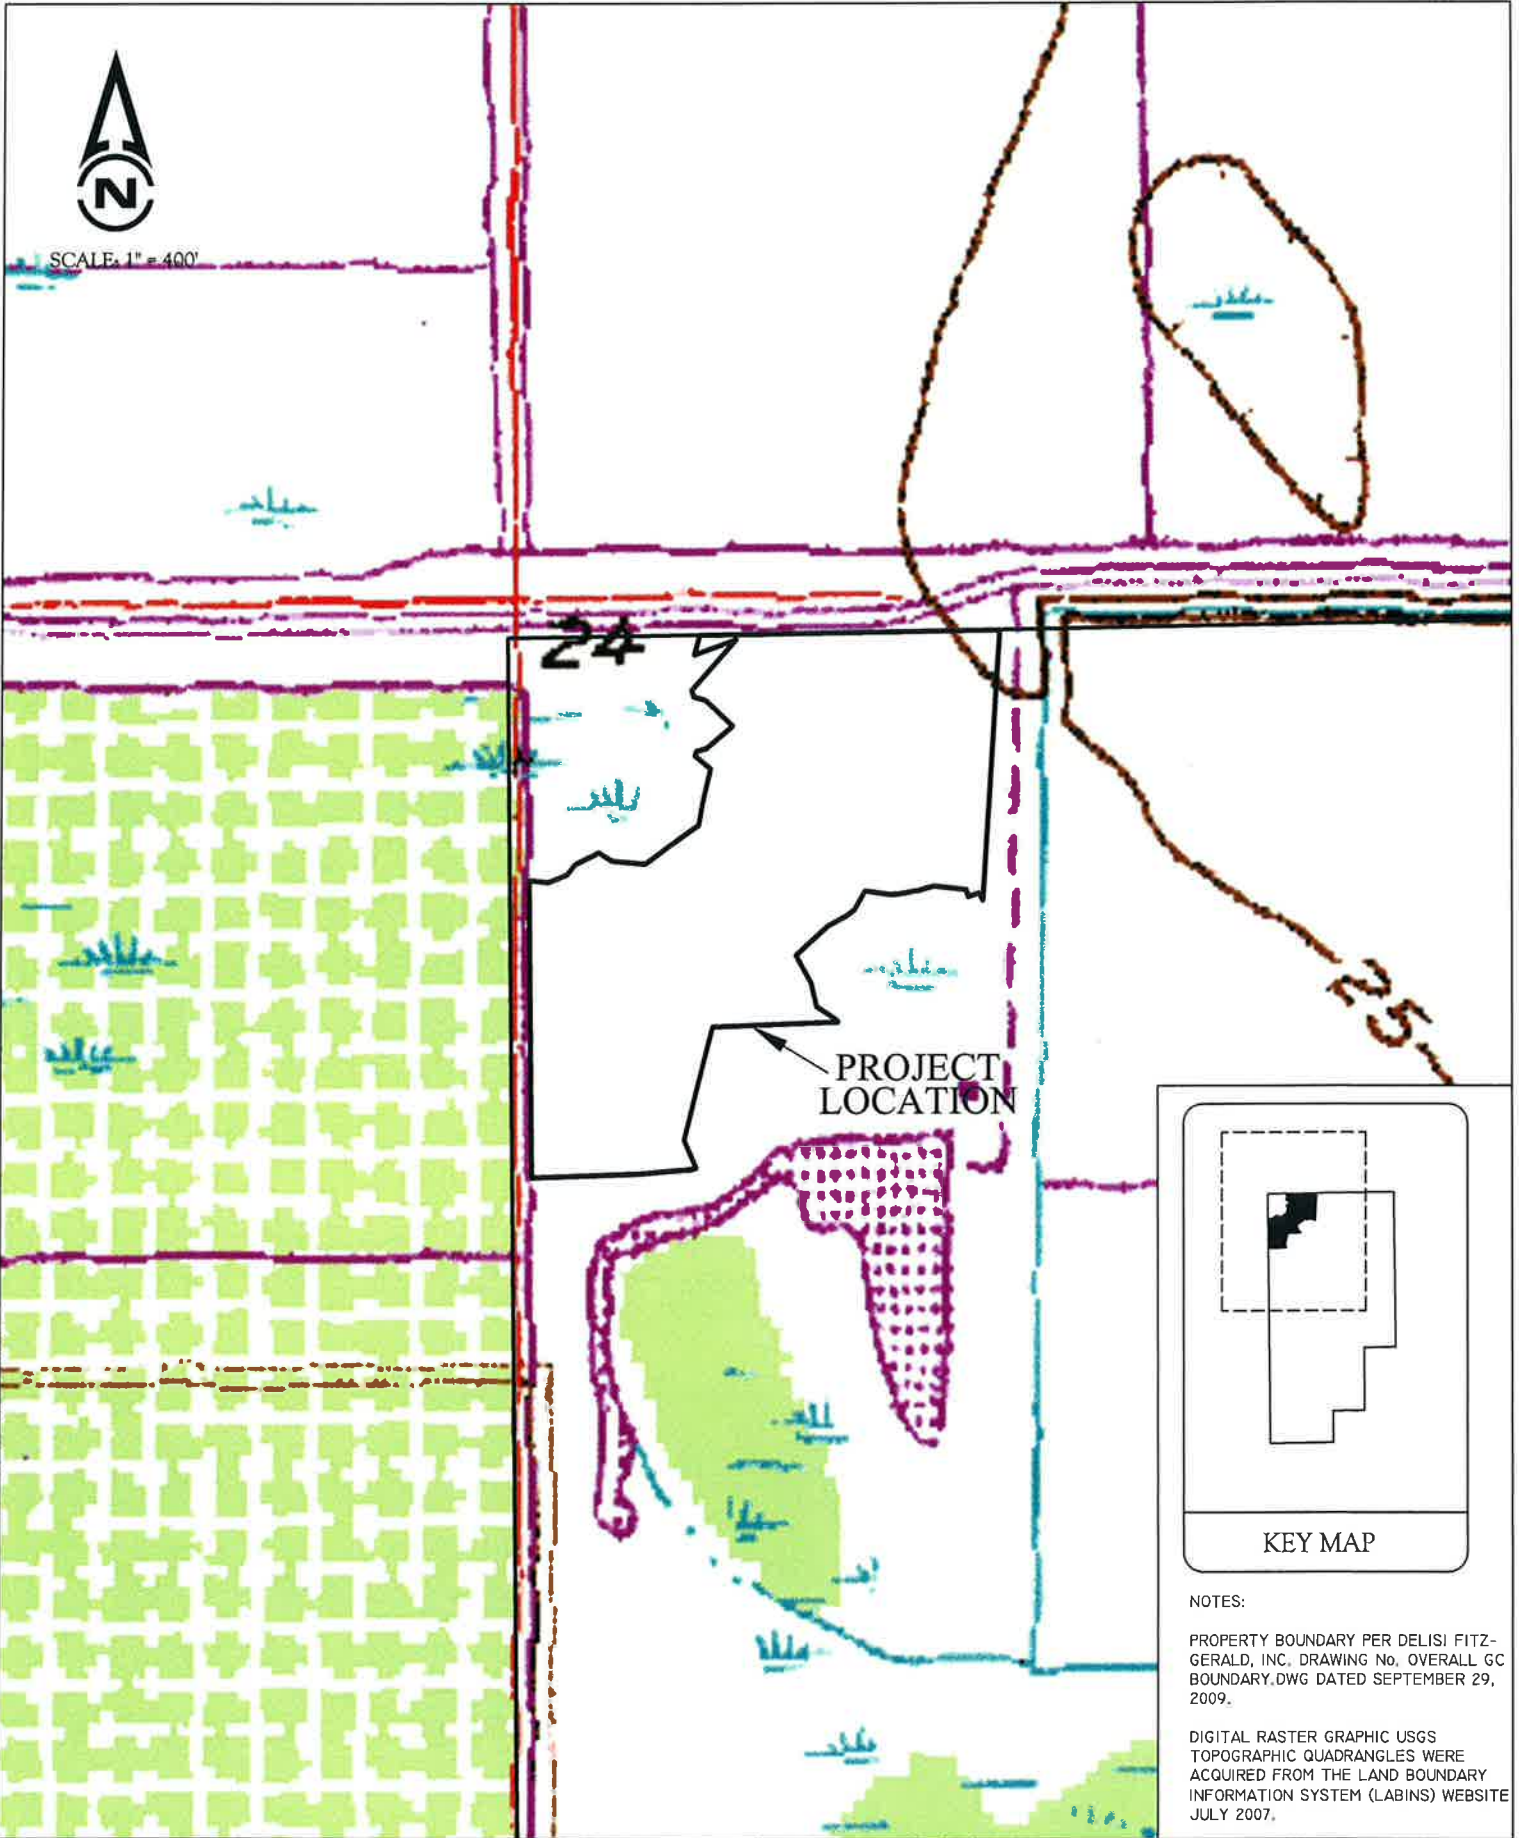 N
SCALE: 1" = 400'
24
25
PROJECT
LOCATION
KEY MAP
NOTES:
PROPERTY BOUNDARY PER DELISI FITZ-
GERALD, INC. DRAWING No. OVERALL GC
BOUNDARY.DWG DATED SEPTEMBER 29,
2009.
DIGITAL RASTER GRAPHIC USGS
TOPOGRAPHIC QUADRANGLES WERE
ACQUIRED FROM THE LAND BOUNDARY
INFORMATION SYSTEM (LABINS) WEBSITE
JULY 2007.